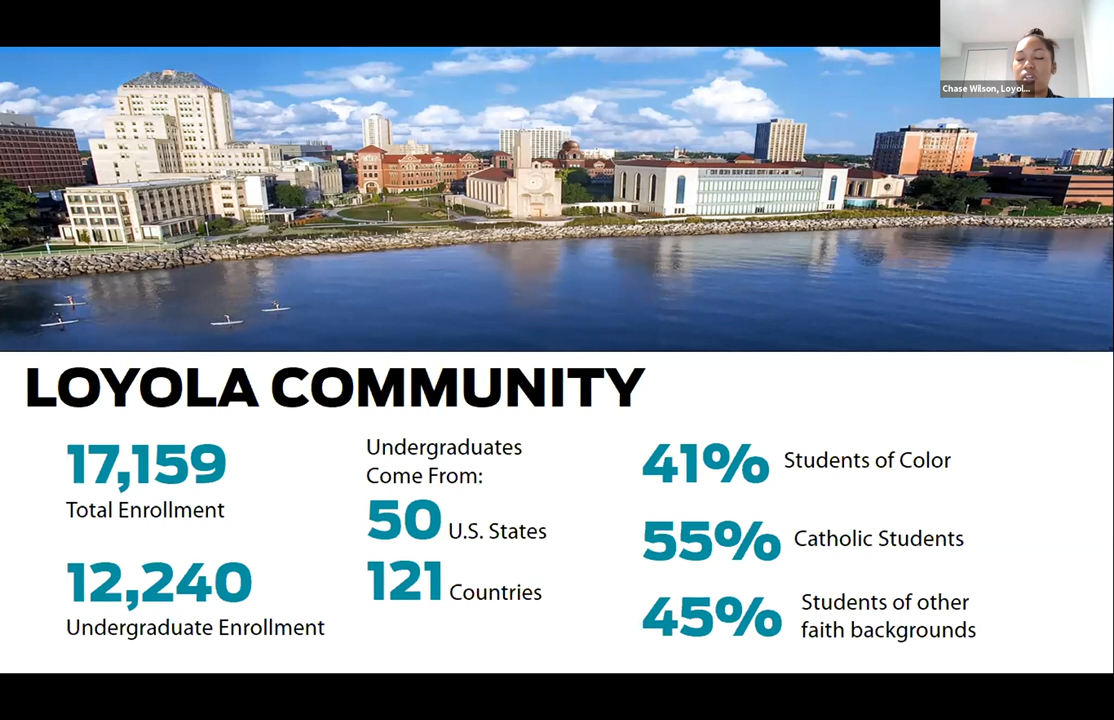 Chase Wilson, Loyol...
LOYOLA COMMUNITY
17,159
Total Enrollment
12,240
Undergraduate Enrollment
Undergraduates
Come From:
50 U.S. States
121 Countries
41% Students of Color
55% Catholic Students
45% Students of other
faith backgrounds